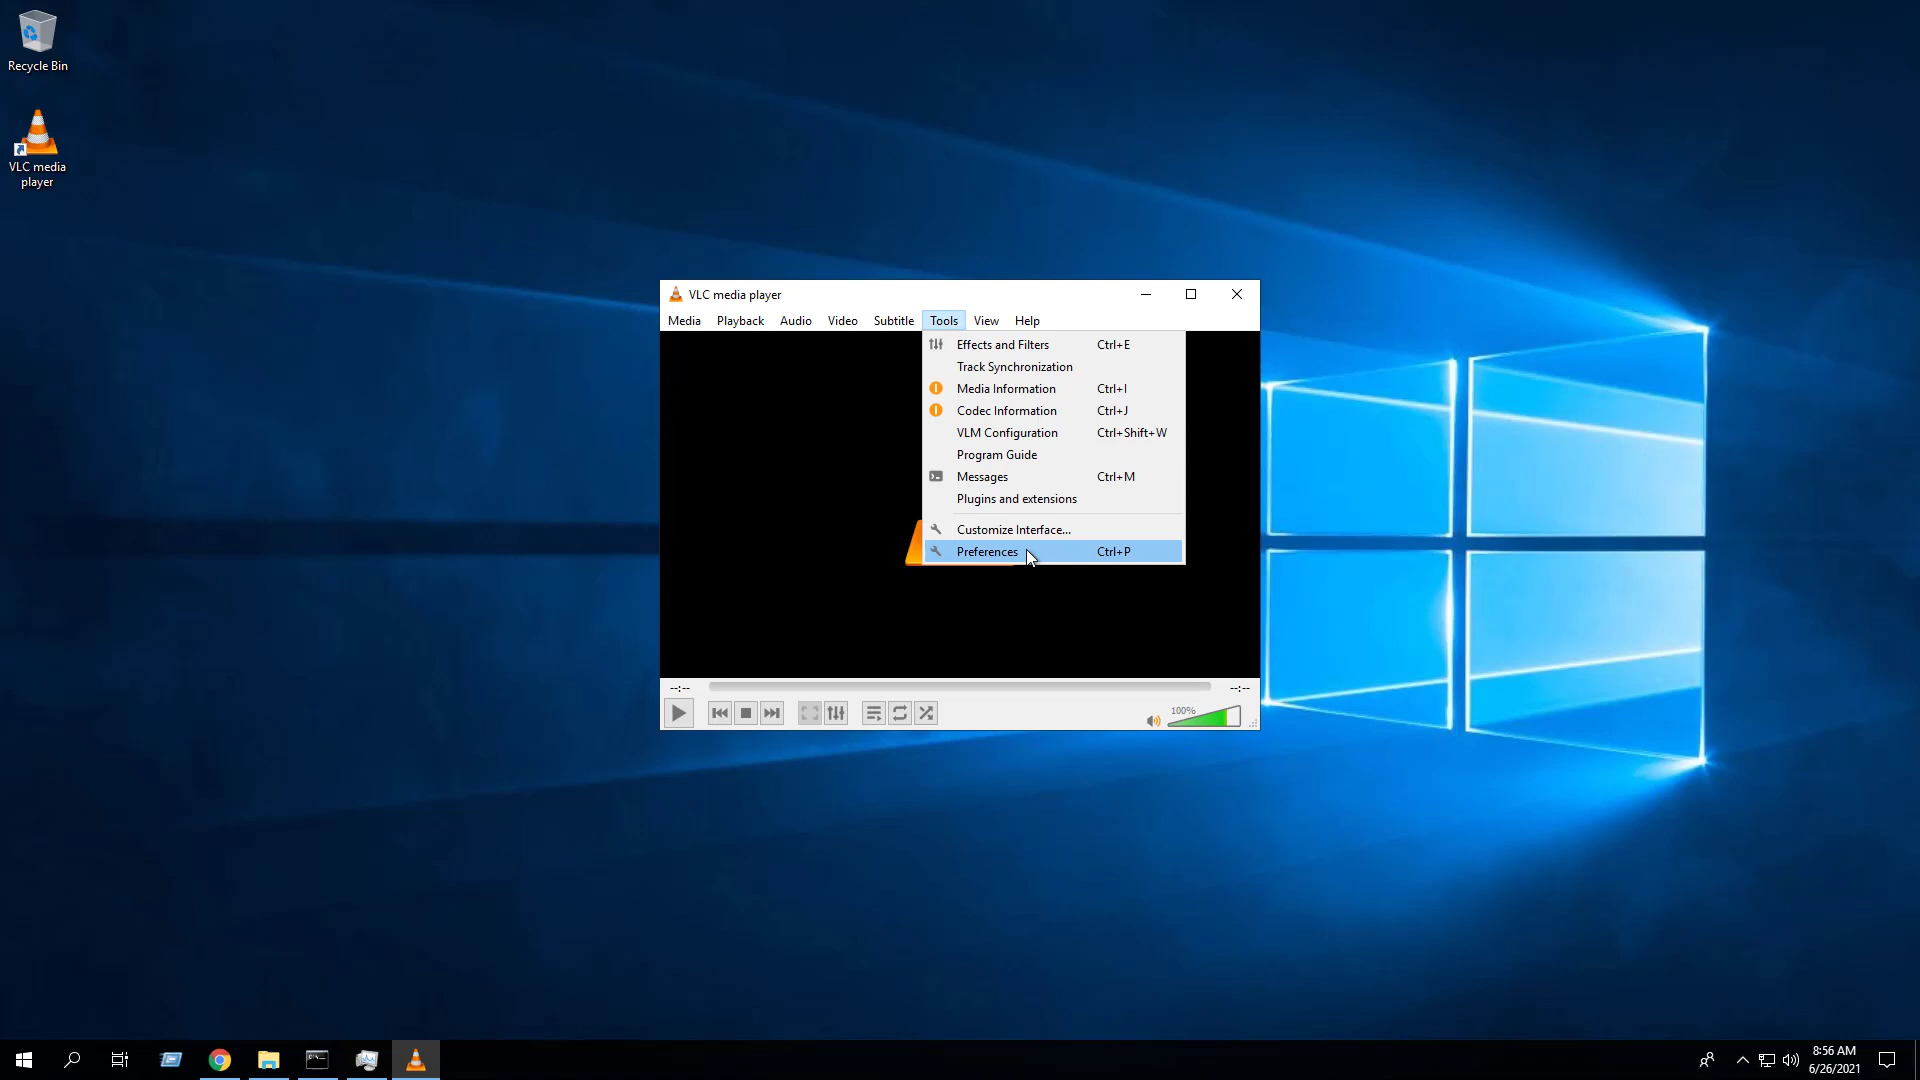 Recycle Bin
VLC media
player
VLC media player
Media Playback Audio Video Subtitle Tools View Help
Effects and Filters Ctrl+E
Track Synchronization
Media Information Ctrl+I
Codec Information Ctrl+J
VLM Configuration Ctrl+Shift+W
Program Guide
Messages Ctrl+M
Plugins and extensions
Customize Interface...
Preferences Ctrl+P
--:-- --:--
100%
8:56 AM
6/26/2021